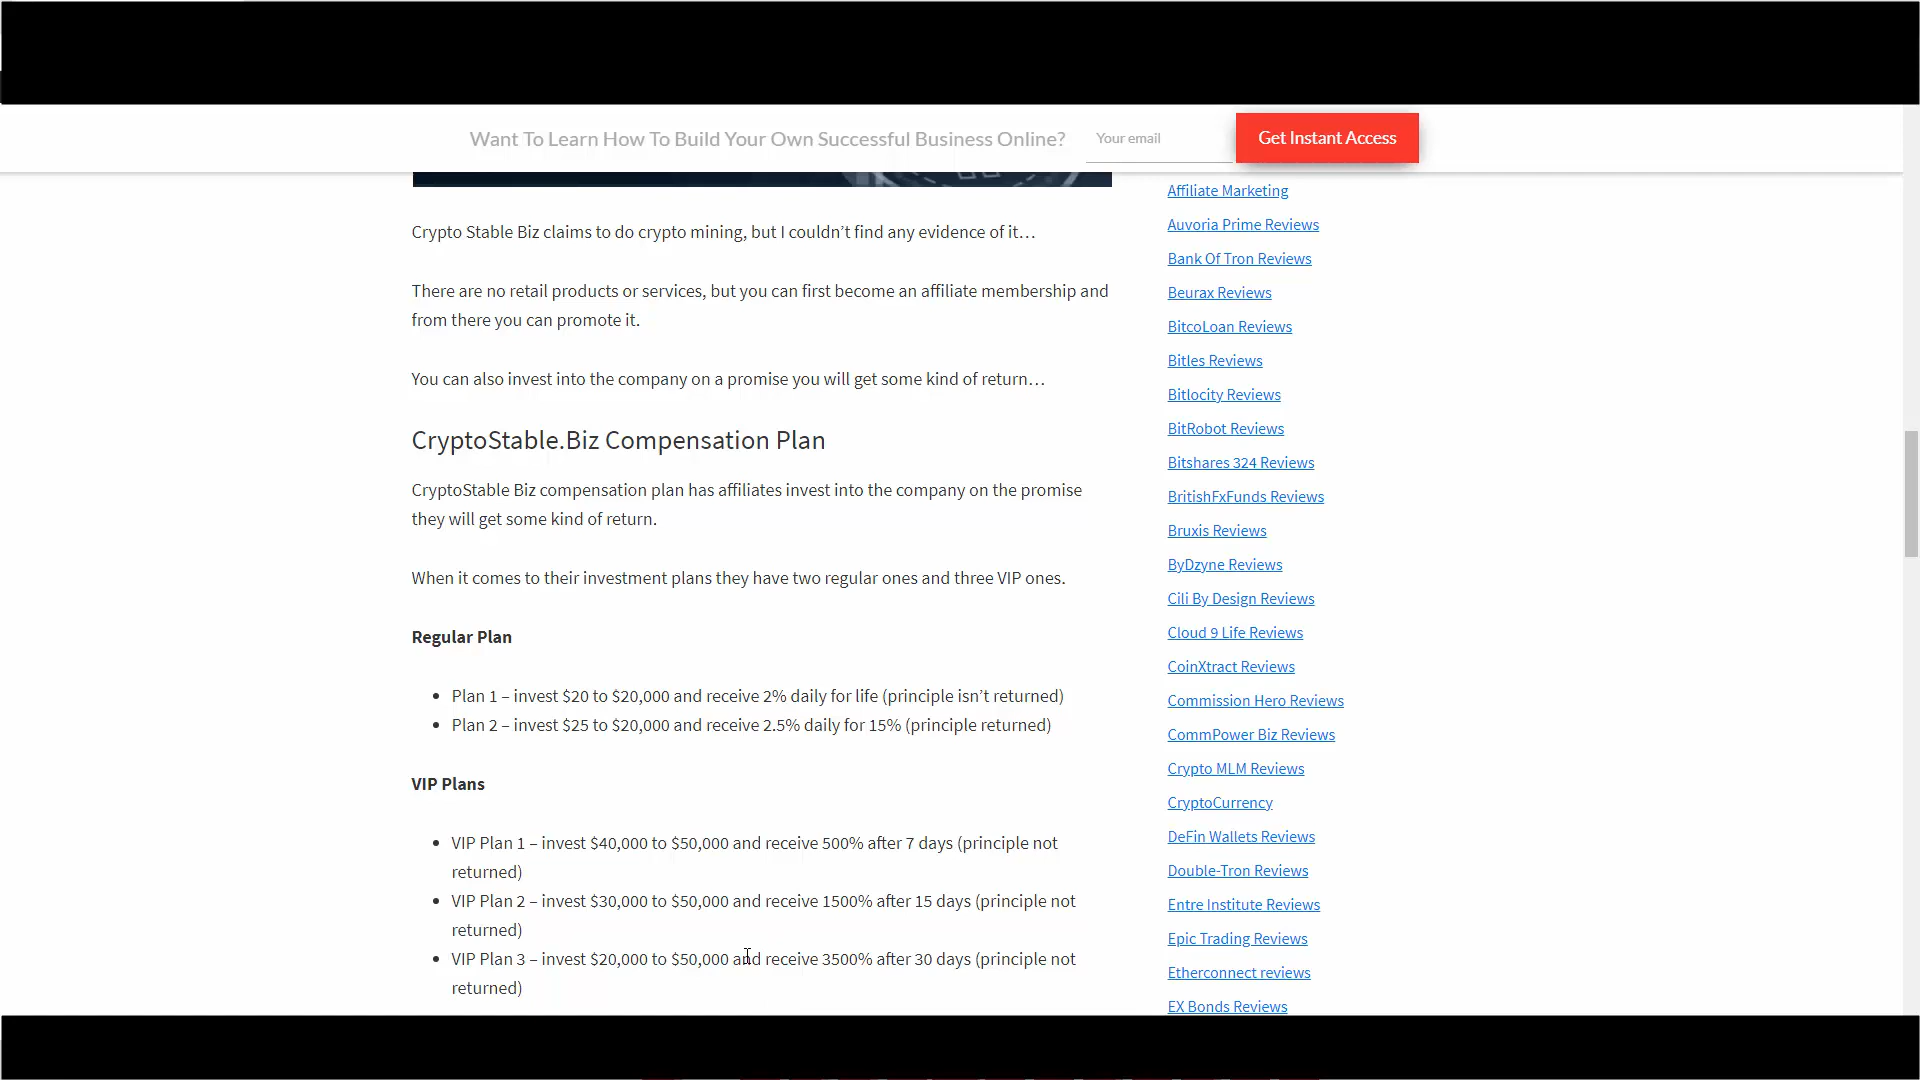 Want To Learn How To Build Your Own Successful Business Online?
Your email
Get Instant Access
Crypto Stable Biz claims to do crypto mining, but I couldn’t find any evidence of it…
There are no retail products or services, but you can first become an affiliate membership and
from there you can promote it.
You can also invest into the company on a promise you will get some kind of return…
CryptoStable.Biz Compensation Plan
CryptoStable Biz compensation plan has affiliates invest into the company on the promise
they will get some kind of return.
When it comes to their investment plans they have two regular ones and three VIP ones.
Regular Plan
• Plan 1 – invest $20 to $20,000 and receive 2% daily for life (principle isn’t returned)
• Plan 2 – invest $25 to $20,000 and receive 2.5% daily for 15% (principle returned)
VIP Plans
• VIP Plan 1 – invest $40,000 to $50,000 and receive 500% after 7 days (principle not
returned)
• VIP Plan 2 – invest $30,000 to $50,000 and receive 1500% after 15 days (principle not
returned)
• VIP Plan 3 – invest $20,000 to $50,000 and receive 3500% after 30 days (principle not
returned)
Affiliate Marketing
Auvoria Prime Reviews
Bank Of Tron Reviews
Beurax Reviews
BitcoLoan Reviews
Bitles Reviews
Bitlocity Reviews
BitRobot Reviews
Bitshares 324 Reviews
BritishFxFunds Reviews
Bruxis Reviews
ByDzyne Reviews
Cili By Design Reviews
Cloud 9 Life Reviews
CoinXtract Reviews
Commission Hero Reviews
CommPower Biz Reviews
Crypto MLM Reviews
CryptoCurrency
DeFin Wallets Reviews
Double-Tron Reviews
Entre Institute Reviews
Epic Trading Reviews
Etherconnect reviews
EX Bonds Reviews